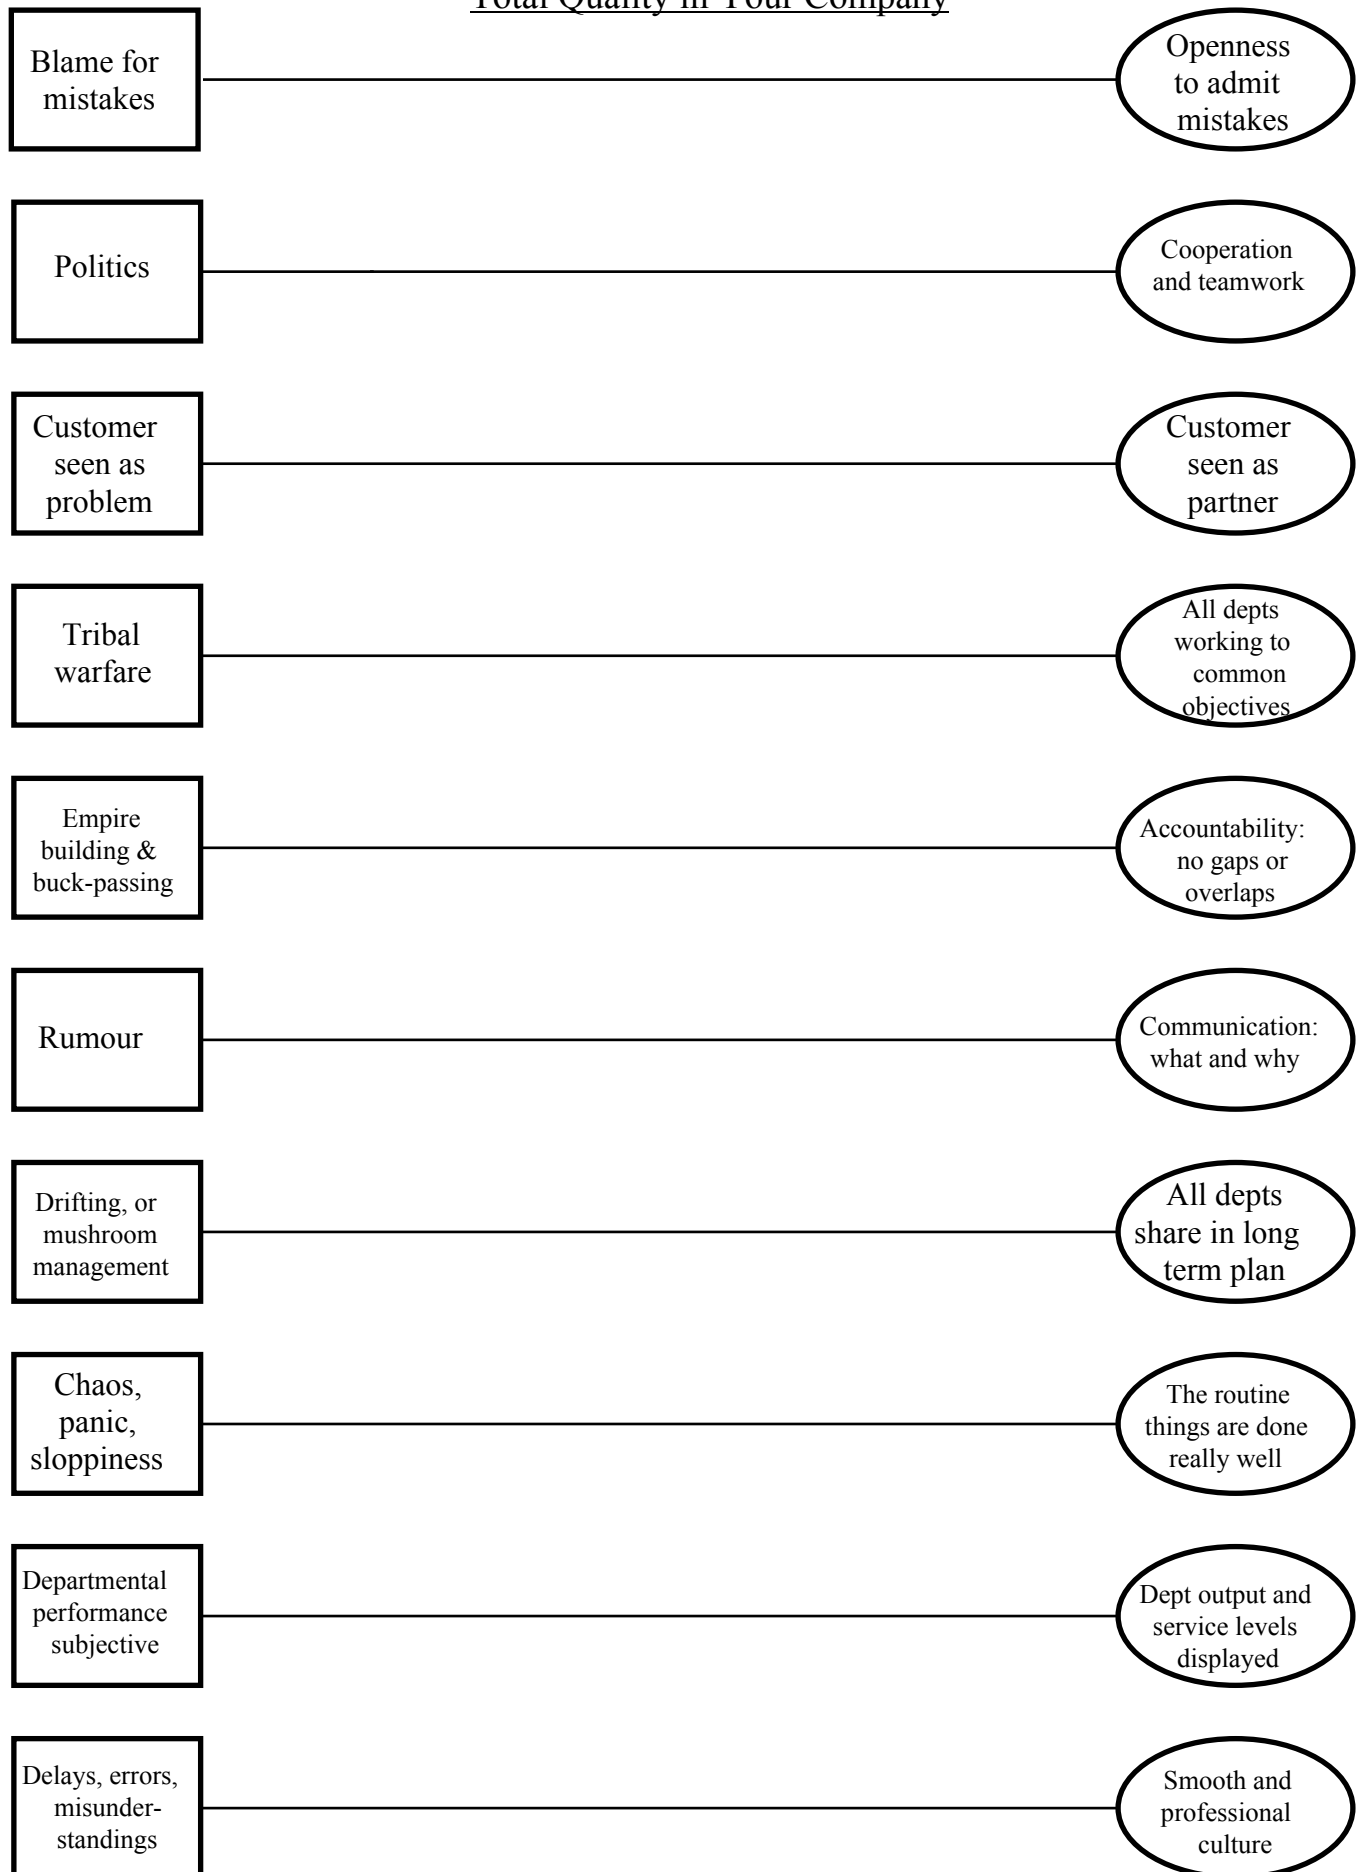 Total Quality in Your Company
Blame for
mistakes
Openness
to admit
mistakes
Politics
Cooperation
and teamwork
Customer
seen as
problem
Customer
seen as
partner
Tribal
warfare
All depts
working to
common
objectives
Empire
building &
buck-passing
Accountability:
no gaps or
overlaps
Rumour
Communication:
what and why
Drifting, or
mushroom
management
All depts
share in long
term plan
Chaos,
panic,
sloppiness
The routine
things are done
really well
Departmental
performance
subjective
Dept output and
service levels
displayed
Delays, errors,
misunder-
standings
Smooth and
professional
culture